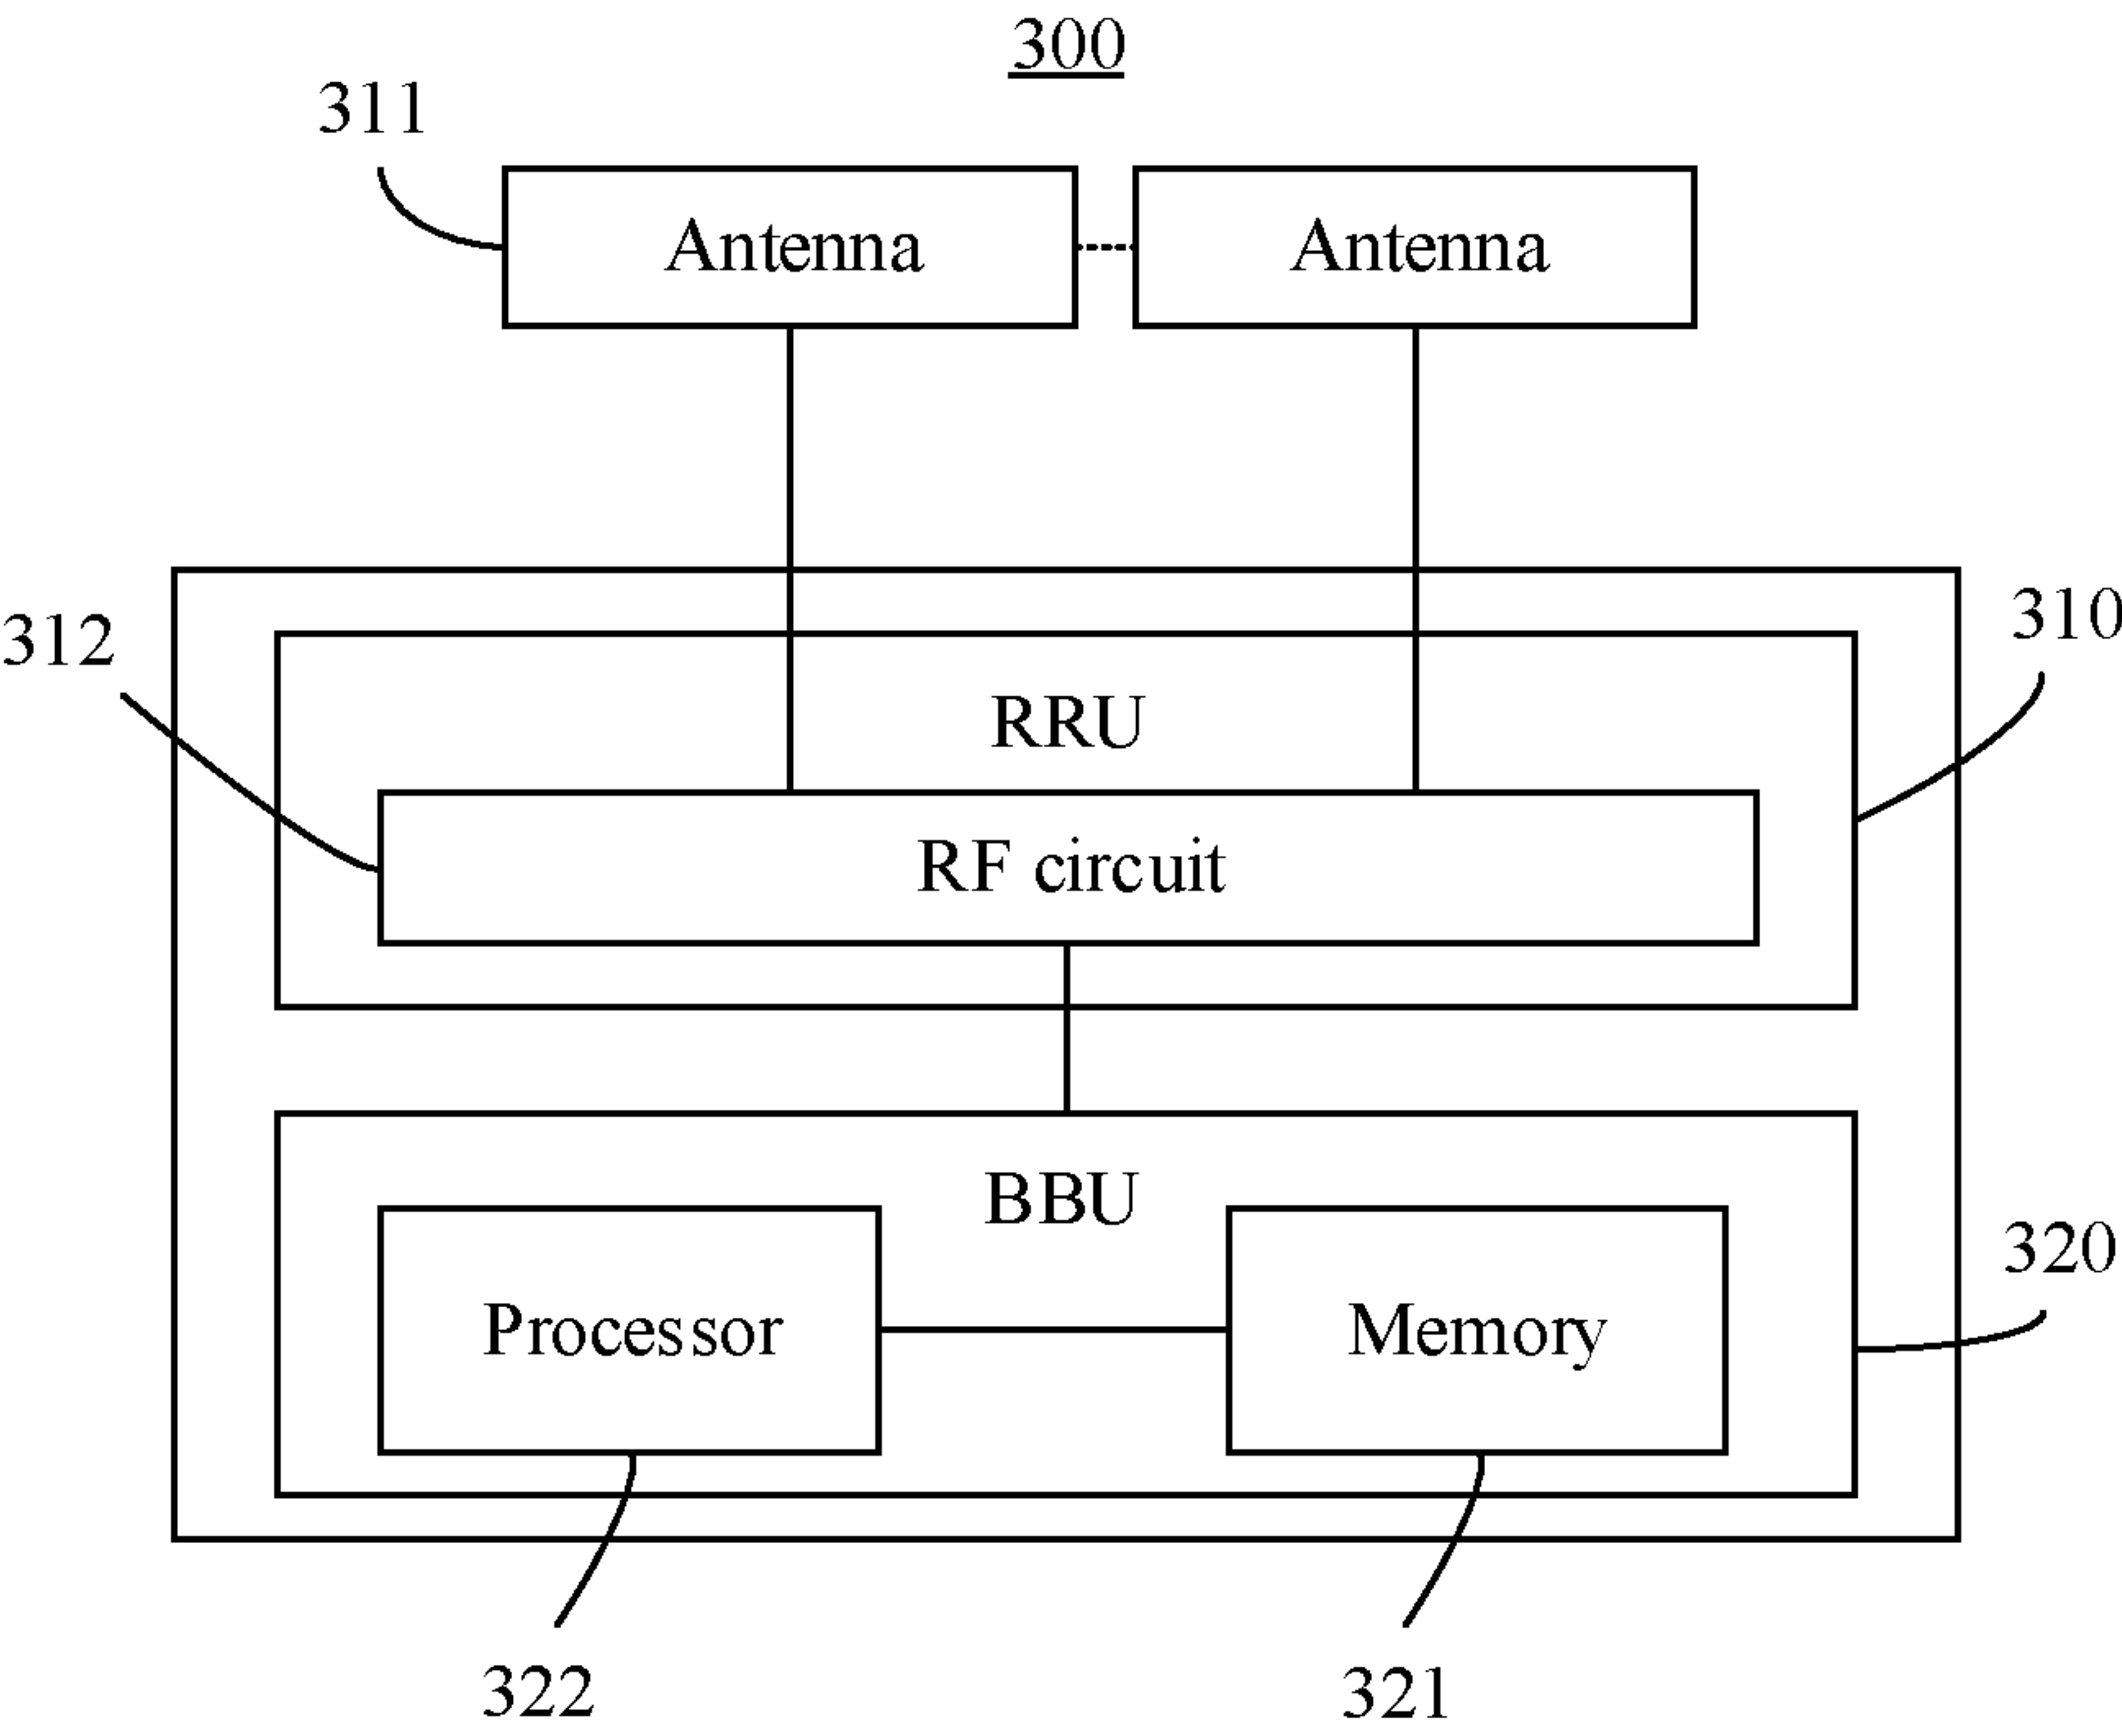 300
311
Antenna
Antenna
312
310
RRU
RF circuit
BBU
320
Processor
Memory
322
321